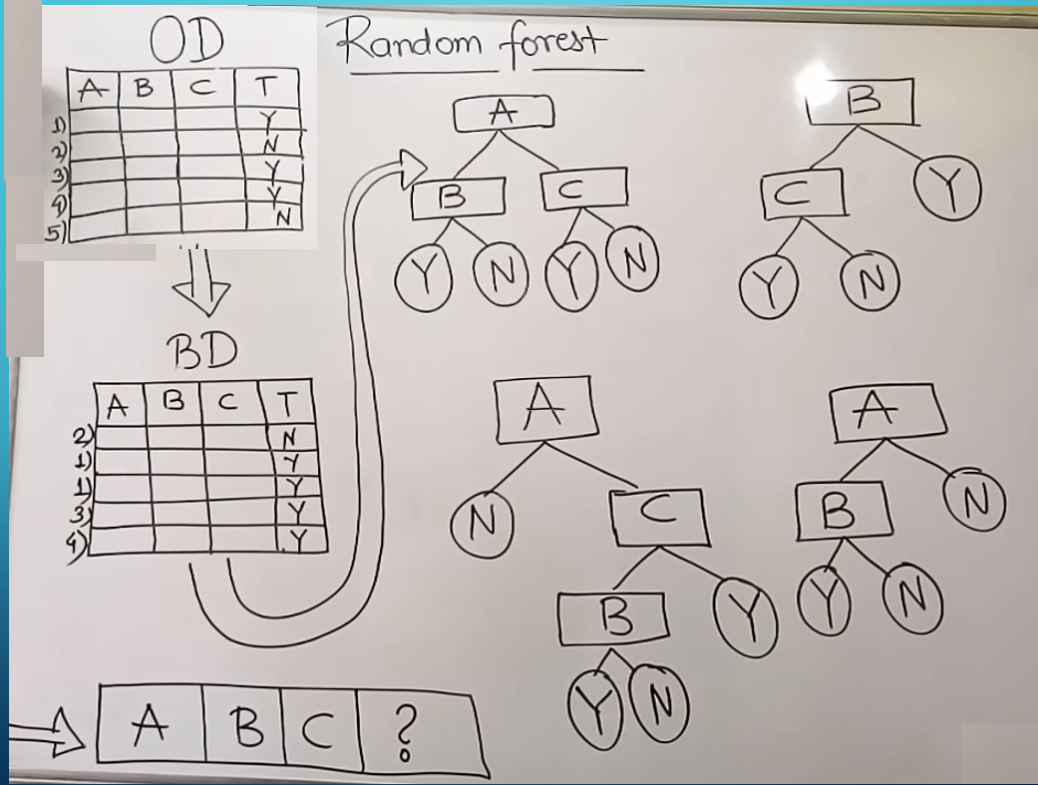 OD
A B C T
1) Y
2) N
3) Y
4) Y
5) N
BD
A B C T
2) N
1) Y
1) Y
3) Y
4) Y
A B C ?
Random forest
A
B C
Y N Y N
B
C Y
Y N
A
N C
B Y
Y N
A
B N
Y N